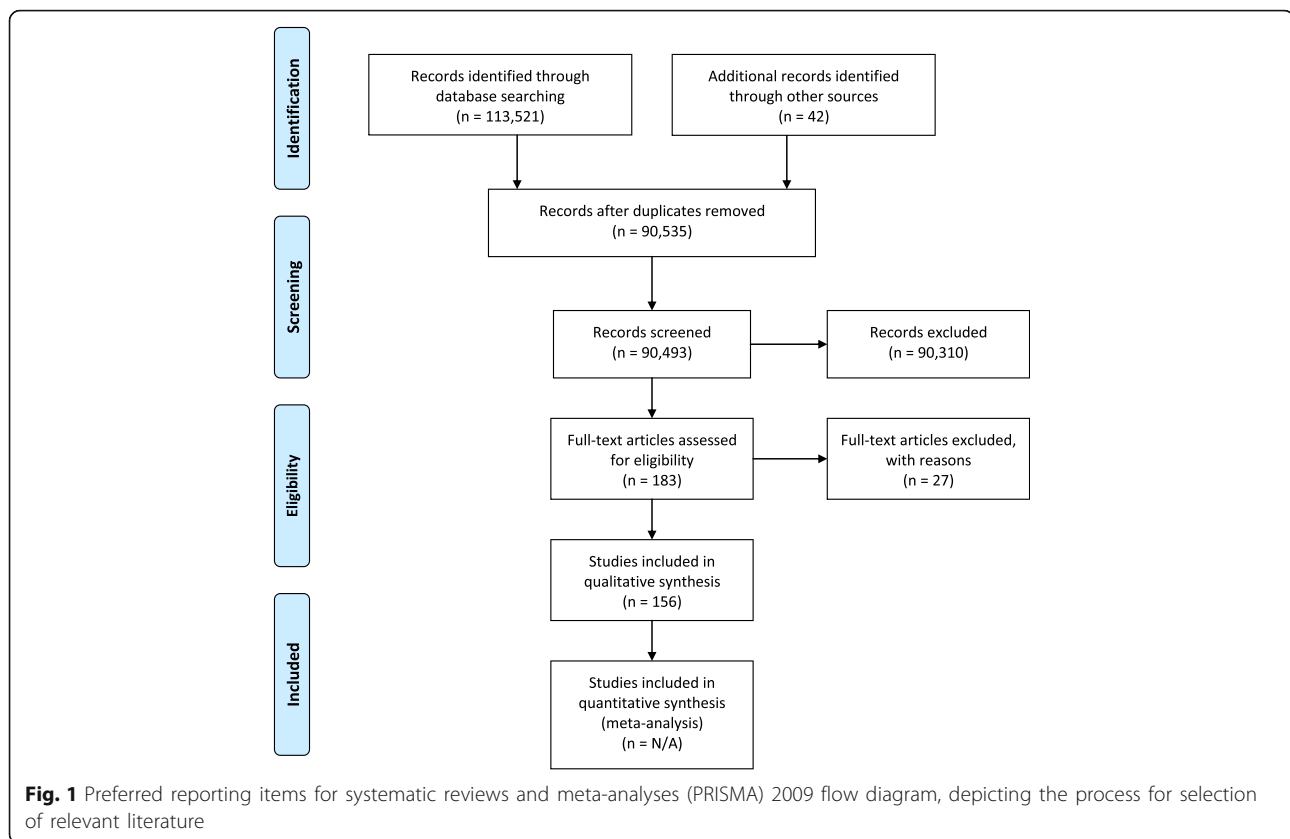 Identification
Records identified through
database searching
(n = 113,521)
Additional records identified
through other sources
(n = 42)
Records after duplicates removed
(n = 90,535)
Screening
Records screened
(n = 90,493)
Records excluded
(n = 90,310)
Eligibility
Full-text articles assessed
for eligibility
(n = 183)
Full-text articles excluded,
with reasons
(n = 27)
Studies included in
qualitative synthesis
(n = 156)
Included
Studies included in
quantitative synthesis
(meta-analysis)
(n = N/A)
Fig. 1 Preferred reporting items for systematic reviews and meta-analyses (PRISMA) 2009 flow diagram, depicting the process for selection
of relevant literature